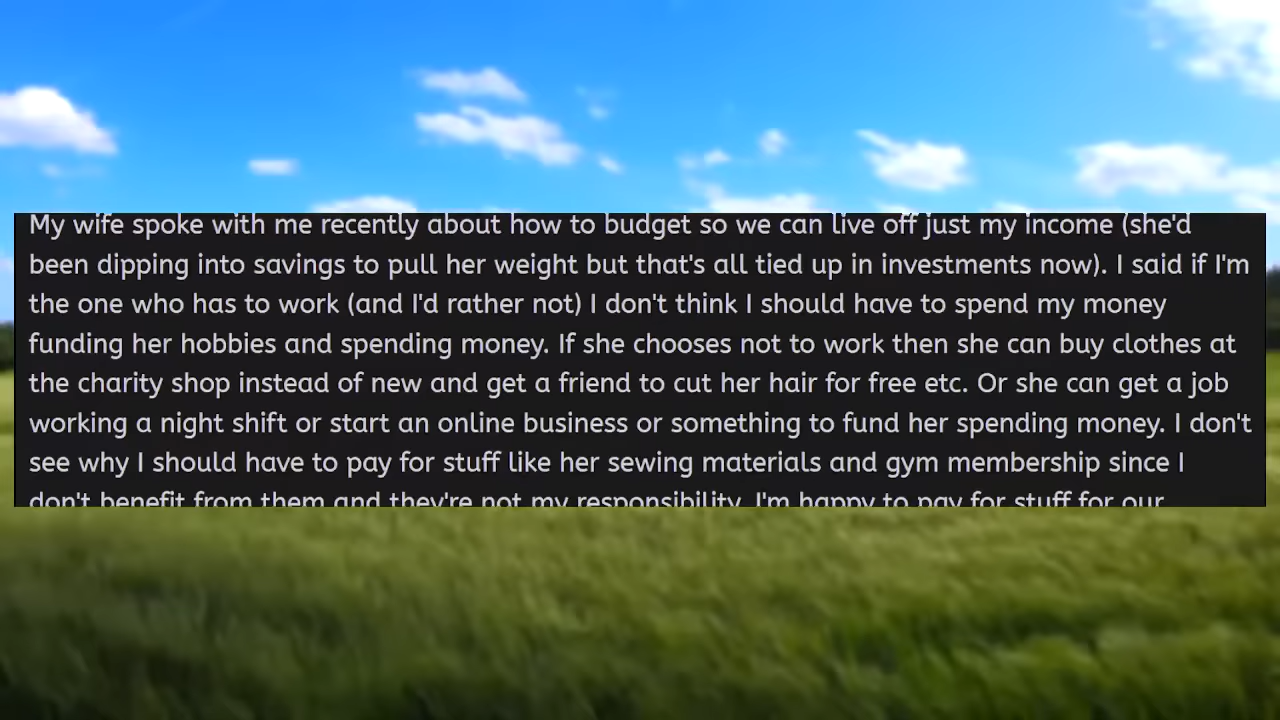 My wife spoke with me recently about how to budget so we can live off just my income (she'd
been dipping into savings to pull her weight but that's all tied up in investments now). I said if I'm
the one who has to work (and I'd rather not) I don't think I should have to spend my money
funding her hobbies and spending money. If she chooses not to work then she can buy clothes at
the charity shop instead of new and get a friend to cut her hair for free etc. Or she can get a job
working a night shift or start an online business or something to fund her spending money. I don't
see why I should have to pay for stuff like her sewing materials and gym membership since I
don't benefit from them and they're not my responsibility. I'm happy to pay for stuff for our